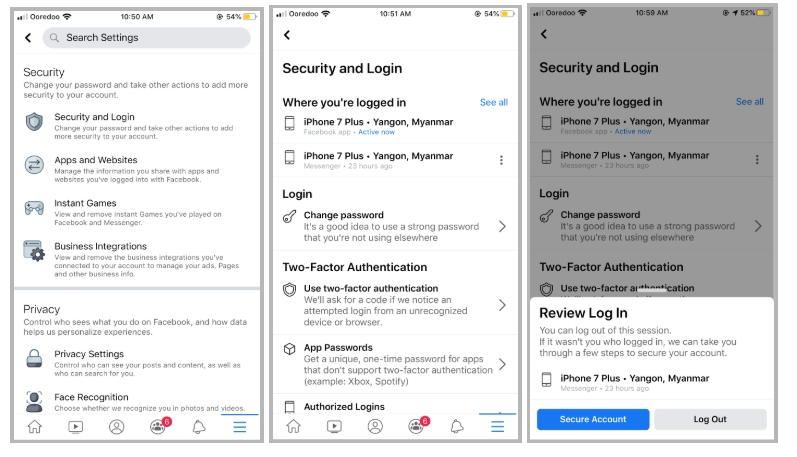 Ooredoo 10:50 AM 54%
Search Settings
Security
Change your password and take other actions to add more
security to your account.
Security and Login
Change your password and take other actions to add
more security to your account.
Apps and Websites
Manage the information you share with apps and
websites you've logged into with Facebook.
Instant Games
View and remove Instant Games you've played on
Facebook and Messenger.
Business Integrations
View and remove the business integrations you've
connected to your account to manage your ads, Pages
and other business info.
Privacy
Control who sees what you do on Facebook, and how data
helps us personalize experiences.
Privacy Settings
Control who can see your posts and content, as well as
who can search for you.
Face Recognition
Choose whether we recognize you in photos and videos.
6
Ooredoo 10:51 AM 54%
Security and Login
Where you're logged in See all
iPhone 7 Plus • Yangon, Myanmar
Facebook app • Active now
iPhone 7 Plus • Yangon, Myanmar
Messenger • 23 hours ago
Login
Change password
It's a good idea to use a strong password
that you're not using elsewhere
Two-Factor Authentication
Use two-factor authentication
We'll ask for a code if we notice an
attempted login from an unrecognized
device or browser.
App Passwords
Get a unique, one-time password for apps
that don't support two-factor authentication
(example: Xbox, Spotify)
Authorized Logins
6
Ooredoo 10:59 AM 52%
Security and Login
Where you're logged in See all
iPhone 7 Plus • Yangon, Myanmar
Facebook app • Active now
iPhone 7 Plus • Yangon, Myanmar
Messenger • 23 hours ago
Login
Change password
It's a good idea to use a strong password
that you're not using elsewhere
Two-Factor Authentication
Use two-factor authentication
Review Log In
You can log out of this session.
If it wasn't you who logged in, we can take you
through a few steps to secure your account.
iPhone 7 Plus • Yangon, Myanmar
Messenger • 23 hours ago
Secure Account Log Out